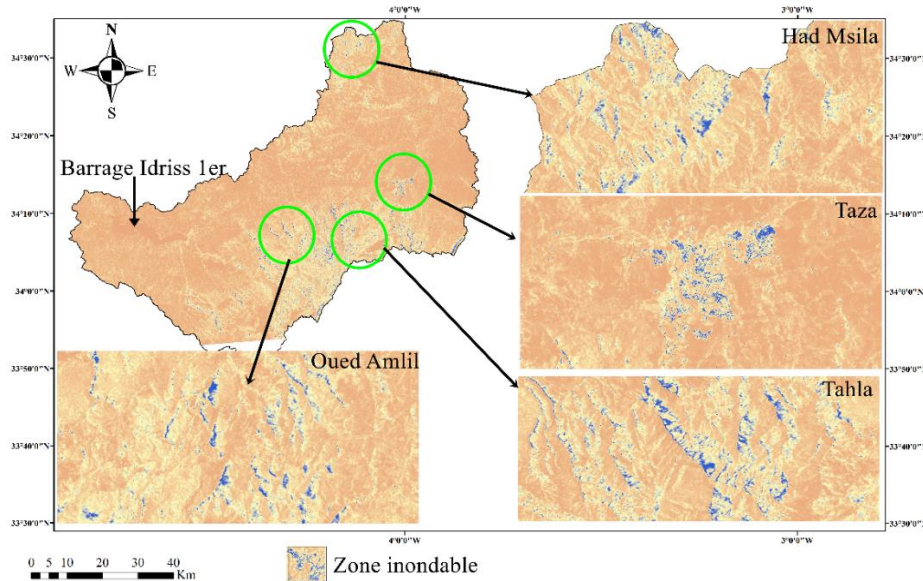 4°0'0"W 3°0'0"W
N
W E
S
Had Msila
34°30'0"N 34°30'0"N
34°20'0"N 34°20'0"N
Barrage Idriss 1er
Taza
34°10'0"N 34°10'0"N
34°0'0"N 34°0'0"N
Oued Amlil
Tahla
33°50'0"N 33°50'0"N
33°40'0"N 33°40'0"N
33°30'0"N 33°30'0"N
4°0'0"W 3°0'0"W
0 5 10 20 30 40
Km
Zone inondable